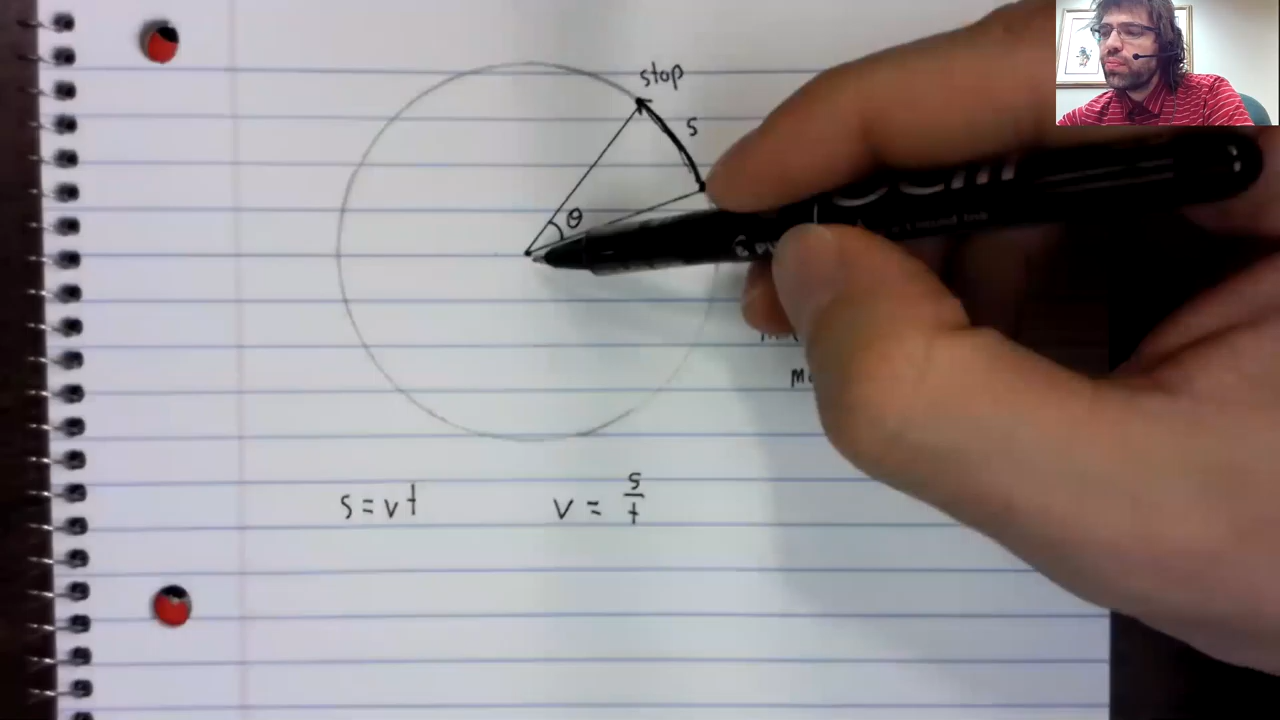 stop
s
θ
s = vt
v = s/t